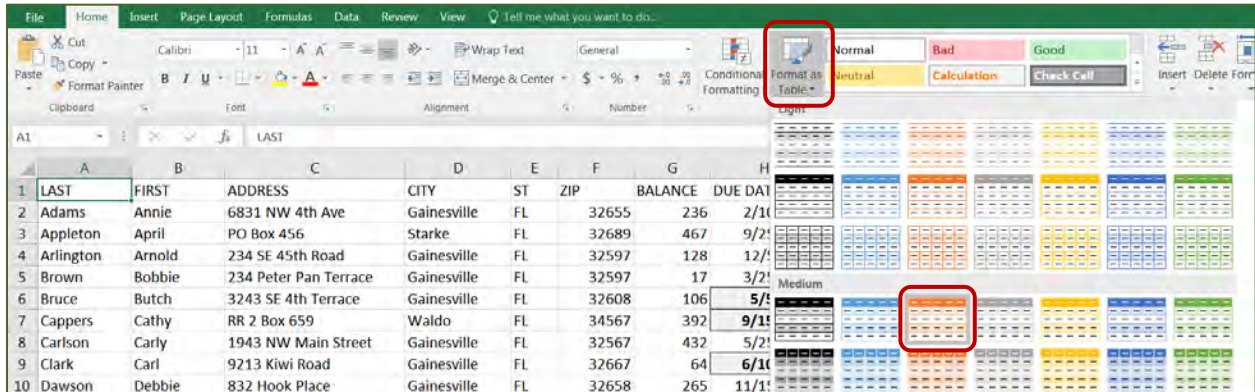 File Home Insert Page Layout Formulas Data Review View Tell me what you want to do...
Cut Calibri 11 A A Wrap Text General Normal Bad Good
Copy
Paste Format Painter B I U A Merge & Center $ % , Conditional Formatting Format as Table Neutral Calculation Check Cell Insert Delete
Clipboard Font Alignment Number
Light
A1 fx LAST
A B C D E F G H
1 LAST FIRST ADDRESS CITY ST ZIP BALANCE DUE DAT
2 Adams Annie 6831 NW 4th Ave Gainesville FL 32655 236
3 Appleton April PO Box 456 Starke FL 32689 467
4 Arlington Arnold 234 SE 45th Road Gainesville FL 32597 128
5 Brown Bobbie 234 Peter Pan Terrace Gainesville FL 32597 17
Medium
6 Bruce Butch 3243 SE 4th Terrace Gainesville FL 32608 106
7 Cappers Cathy RR 2 Box 659 Waldo FL 34567 392
8 Carlson Carly 1943 NW Main Street Gainesville FL 32567 432
9 Clark Carl 9213 Kiwi Road Gainesville FL 32667 64
10 Dawson Debbie 832 Hook Place Gainesville FL 32658 265